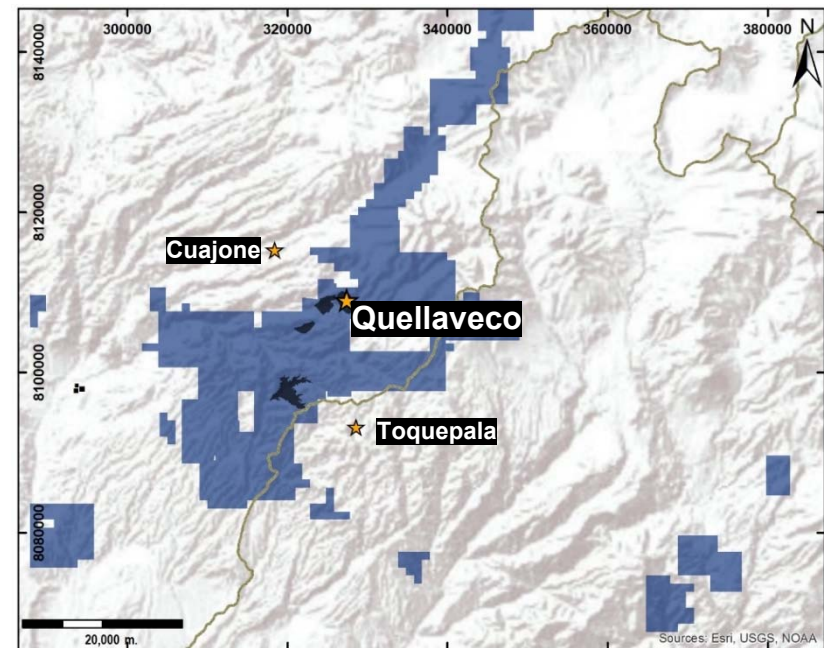 300000
320000
340000
360000
380000
N
8140000
8120000
8100000
8080000
Cuajone
Quellaveco
Toquepala
20,000 m.
Sources: Esri, USGS, NOAA